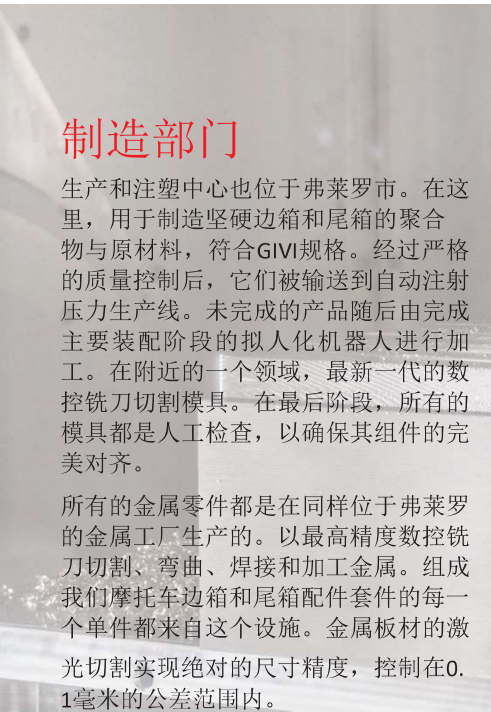 制造部门
生产和注塑中心也位于弗莱罗市。在这
里，用于制造坚硬边箱和尾箱的聚合
物与原材料，符合GIVI规格。经过严格
的质量控制后，它们被输送到自动注射
压力生产线。未完成的产品随后由完成
主要装配阶段的拟人化机器人进行加
工。在附近的一个领域，最新一代的数
控铣刀切割模具。在最后阶段，所有的
模具都是人工检查，以确保其组件的完
美对齐。
所有的金属零件都是在同样位于弗莱罗
的金属工厂生产的。以最高精度数控铣
刀切割、弯曲、焊接和加工金属。组成
我们摩托车边箱和尾箱配件套件的每一
个单件都来自这个设施。金属板材的激
光切割实现绝对的尺寸精度，控制在0.
1毫米的公差范围内。